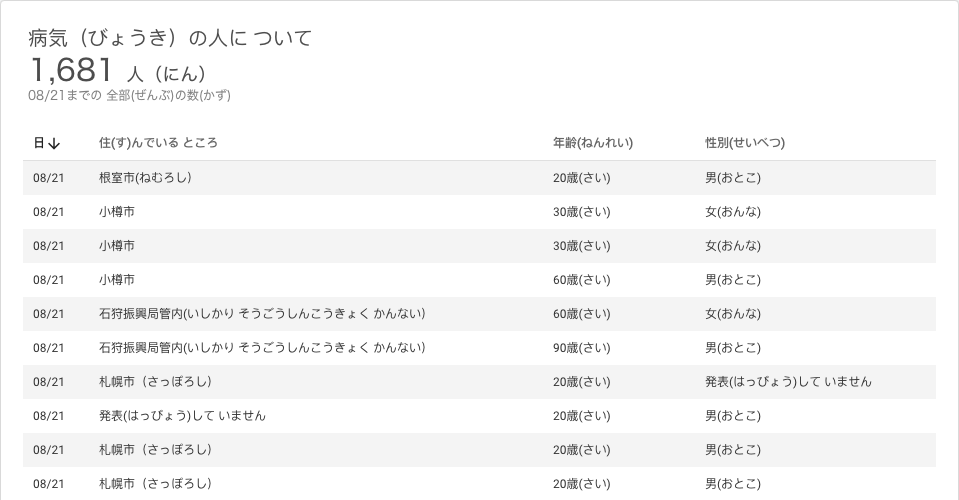 病気（びょうき）の人に ついて
1,681 人（にん）
08/21までの 全部(ぜんぶ)の数(かず)
日↓ 住(す)んでいる ところ 年齢(ねんれい) 性別(せいべつ)
08/21 根室市(ねむろし） 20歳(さい) 男(おとこ)
08/21 小樽市 30歳(さい) 女(おんな)
08/21 小樽市 30歳(さい) 女(おんな)
08/21 小樽市 60歳(さい) 男(おとこ)
08/21 石狩振興局管内(いしかり そうごうしんこうきょく かんない） 60歳(さい) 女(おんな)
08/21 石狩振興局管内(いしかり そうごうしんこうきょく かんない） 90歳(さい) 男(おとこ)
08/21 札幌市（さっぽろし） 20歳(さい) 発表(はっぴょう)して いません
08/21 発表(はっぴょう)して いません 20歳(さい) 男(おとこ)
08/21 札幌市（さっぽろし） 20歳(さい) 男(おとこ)
08/21 札幌市（さっぽろし） 20歳(さい) 男(おとこ)